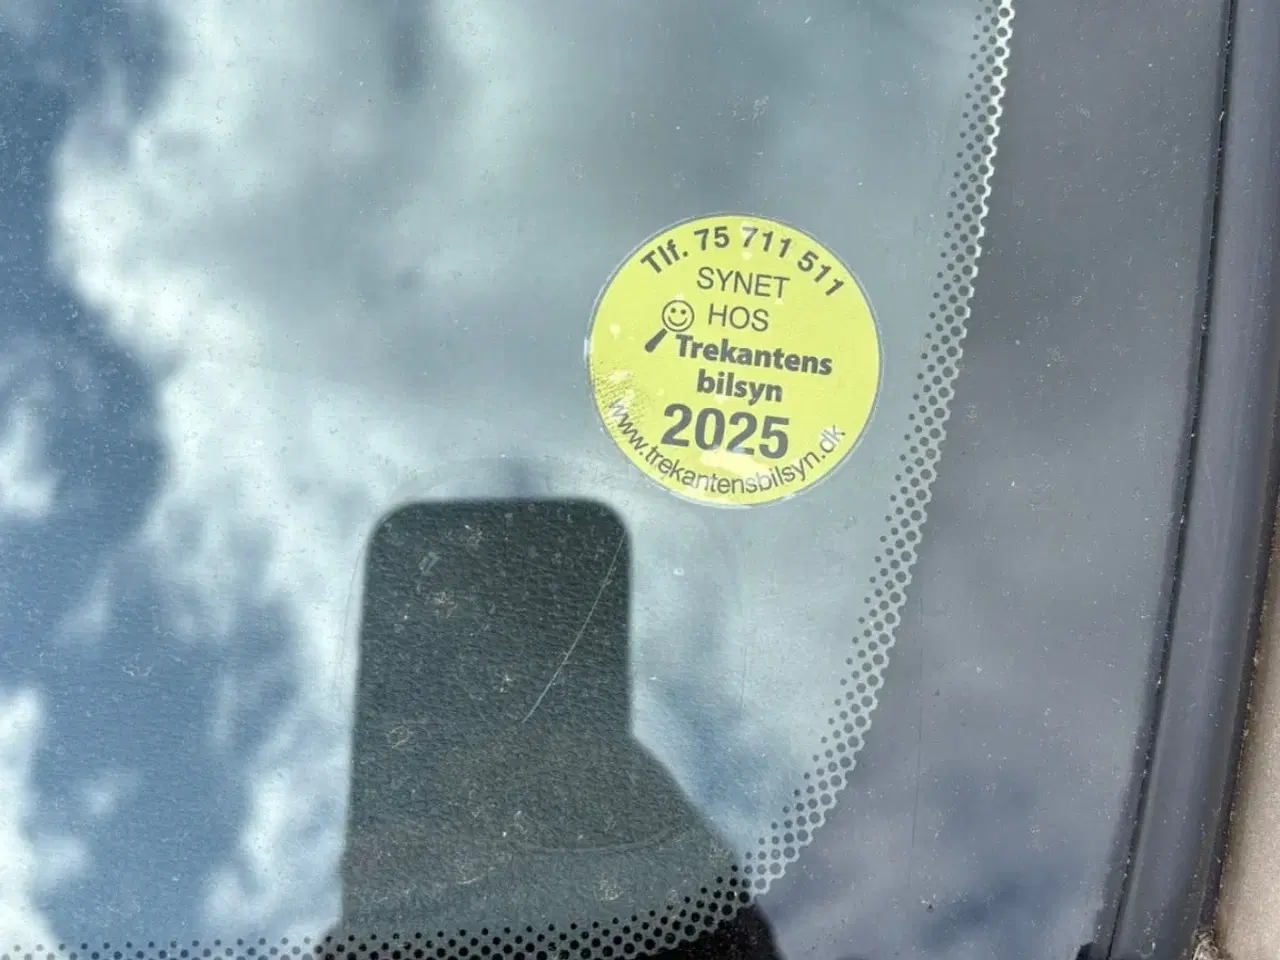 Tlf. 75 711 511
SYNET
HOS
Trekantens
bilsyn
2025
www.trekantensbilsyn.dk